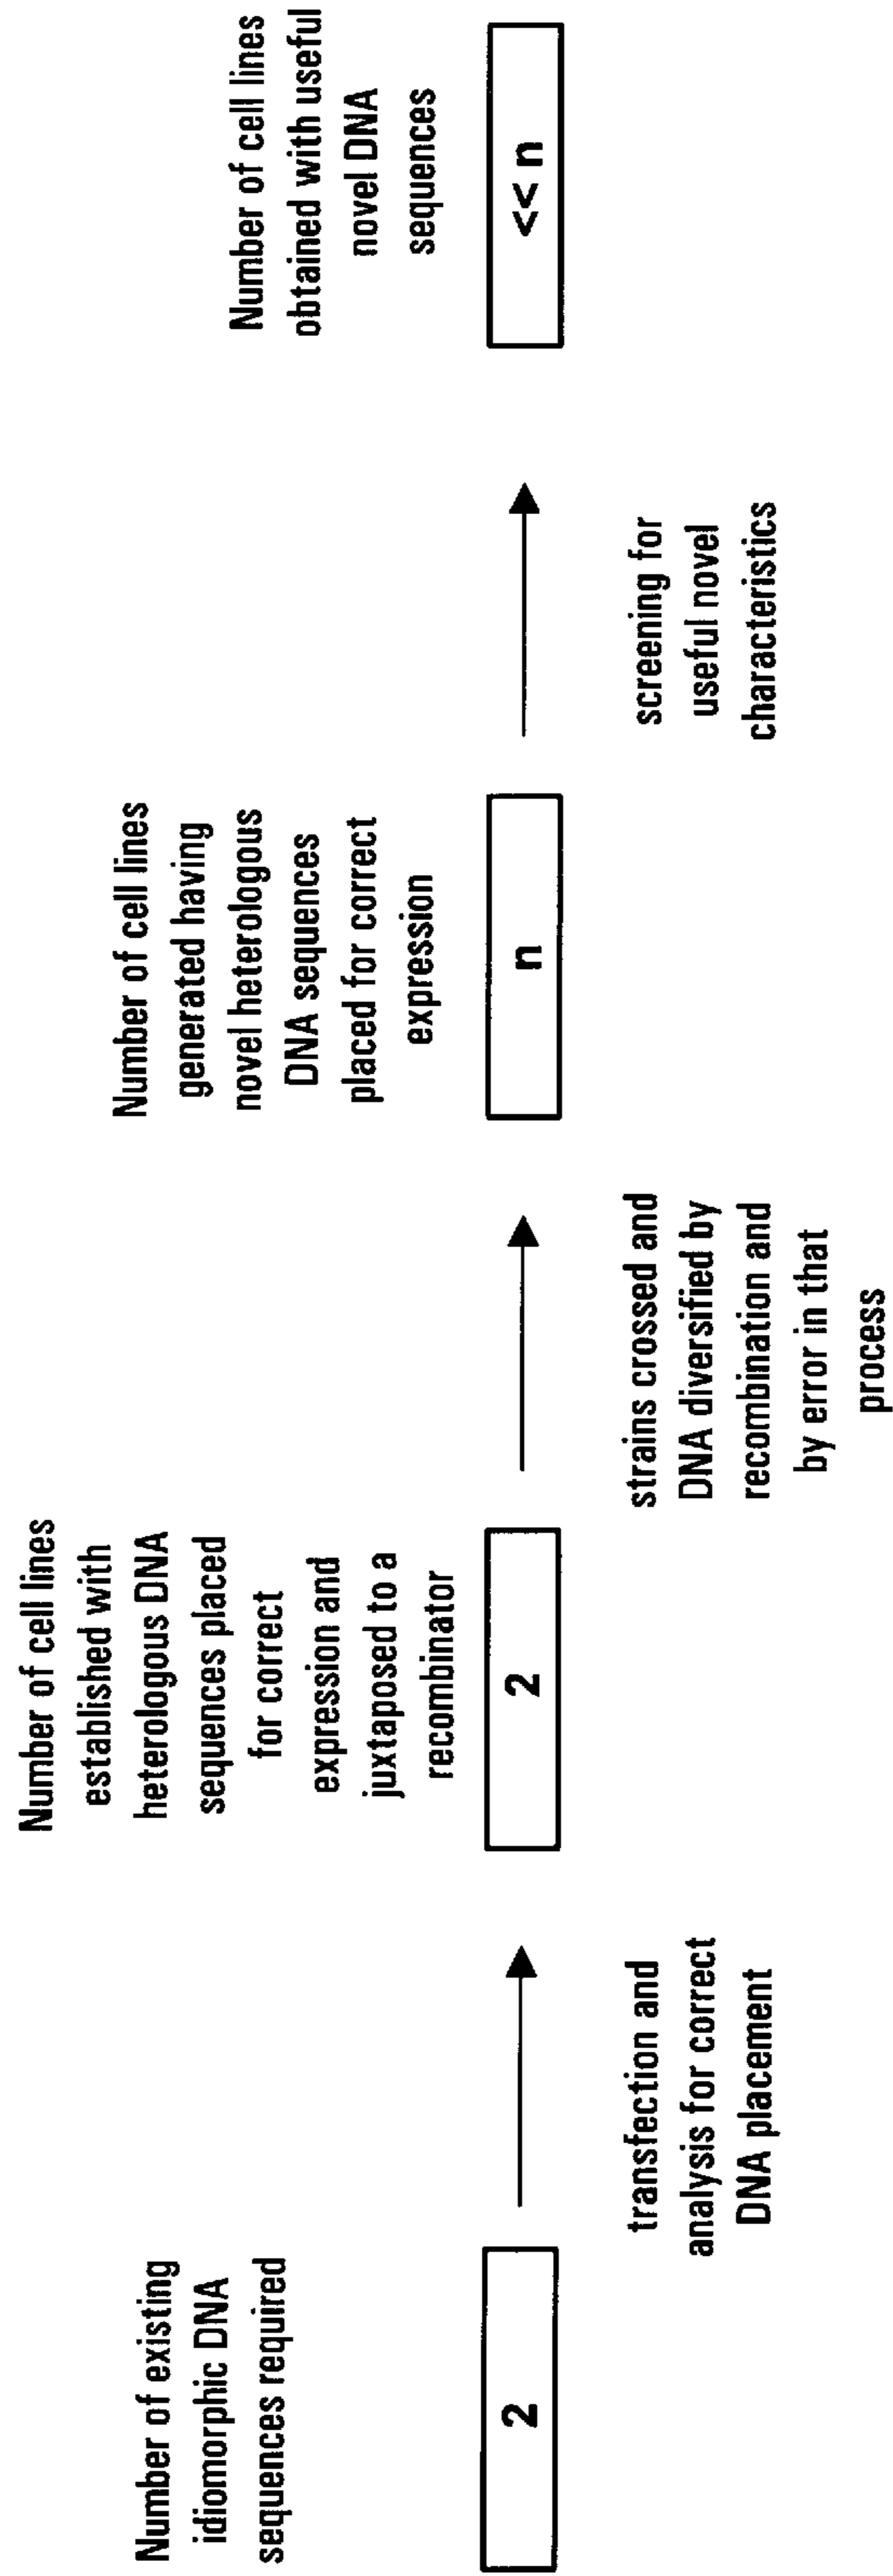 Number of existing
idiomorphic DNA
sequences required
2
transfection and
analysis for correct
DNA placement
Number of cell lines
established with
heterologous DNA
sequences placed
for correct
expression and
juxtaposed to a
recombinator
2
strains crossed and
DNA diversified by
recombination and
by error in that
process
Number of cell lines
generated having
novel heterologous
DNA sequences
placed for correct
expression
n
screening for
useful novel
characteristics
Number of cell lines
obtained with useful
novel DNA
sequences
<< n